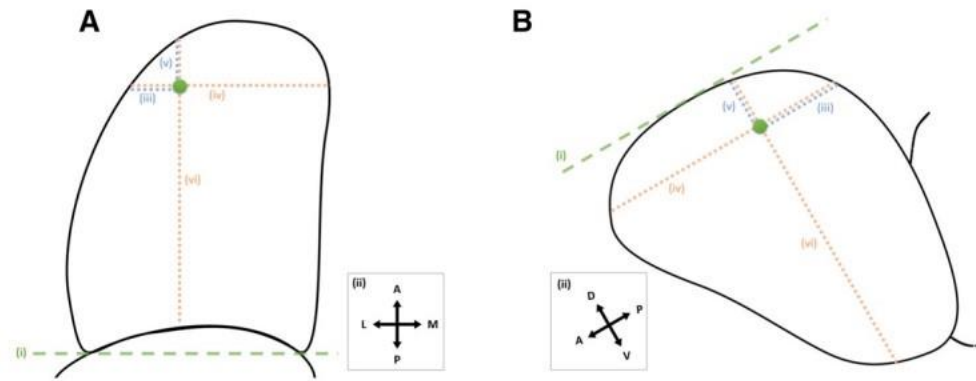 A
(v)
(iii)
(iv)
(vi)
(ii)
A
L
M
P
(i)
B
(v)
(iii)
(i)
(iv)
(vi)
(ii)
D
P
A
V